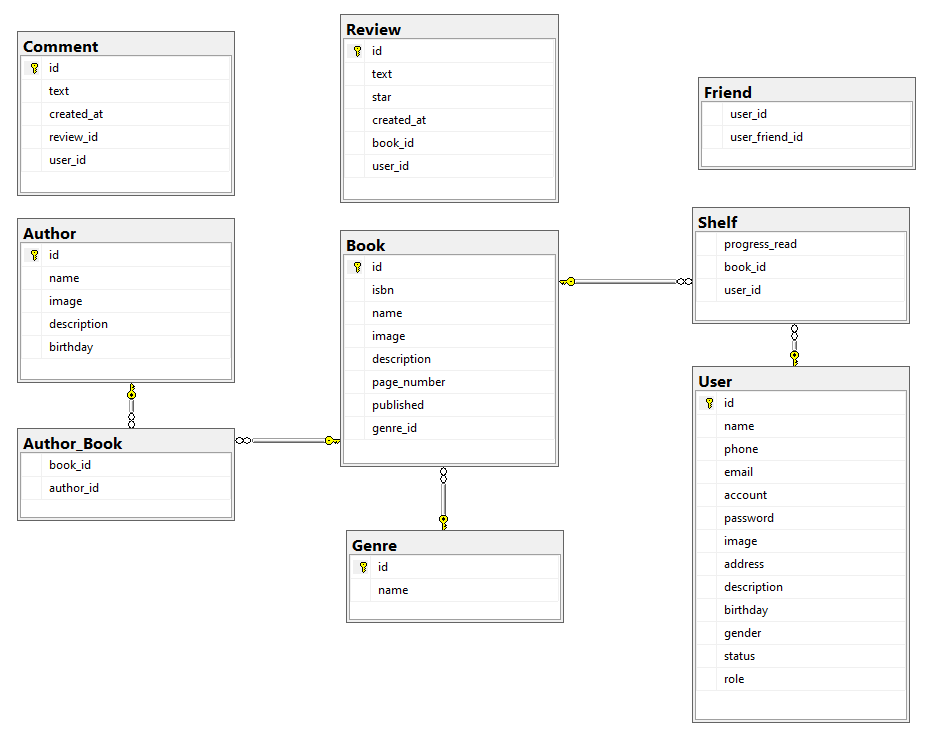 Comment
id
text
created_at
review_id
user_id
Review
id
text
star
created_at
book_id
user_id
Friend
user_id
user_friend_id
Author
id
name
image
description
birthday
Book
id
isbn
name
image
description
page_number
published
genre_id
Shelf
progress_read
book_id
user_id
Author_Book
book_id
author_id
Genre
id
name
User
id
name
phone
email
account
password
image
address
description
birthday
gender
status
role